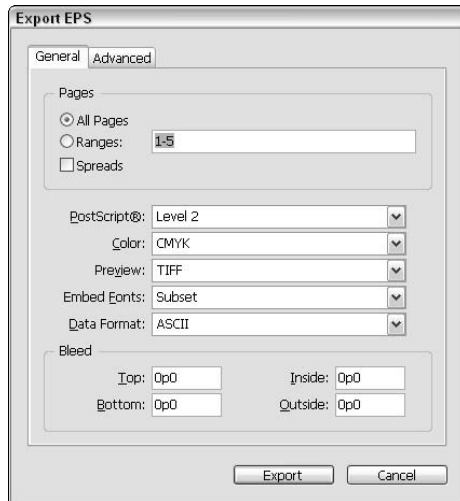 Export EPS
General Advanced
Pages
All Pages
Ranges: 1-5
Spreads
PostScript®: Level 2
Color: CMYK
Preview: TIFF
Embed Fonts: Subset
Data Format: ASCII
Bleed
Top: 0p0 Inside: 0p0
Bottom: 0p0 Outside: 0p0
Export Cancel